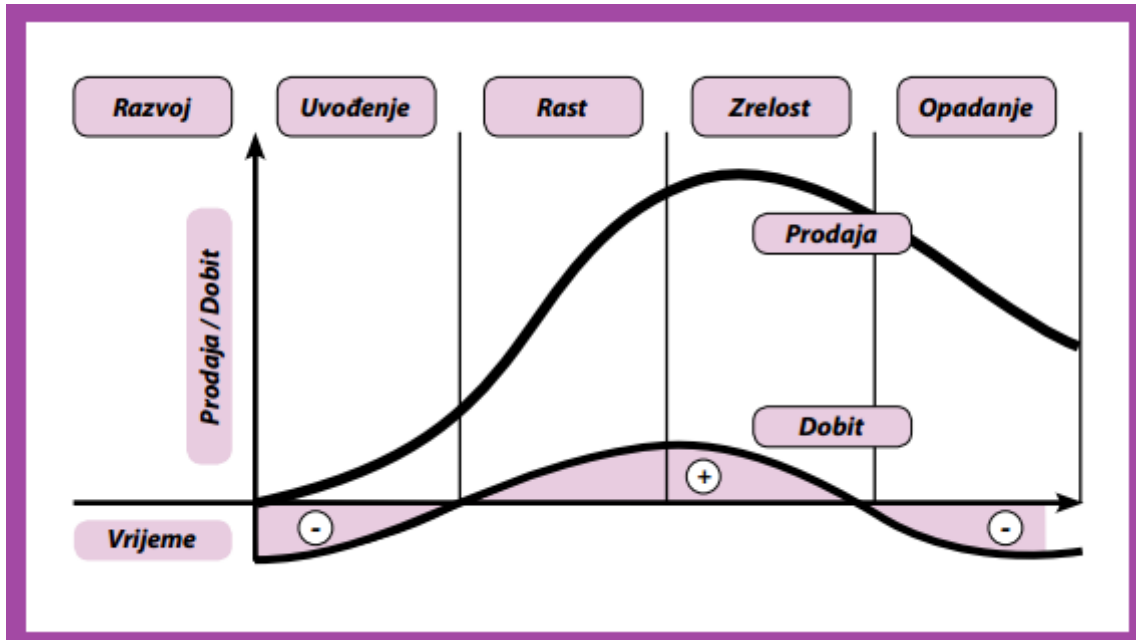 Razvoj
Uvođenje
Rast
Zrelost
Opadanje
Prodaja / Dobit
Prodaja
Dobit
+
-
-
Vrijeme